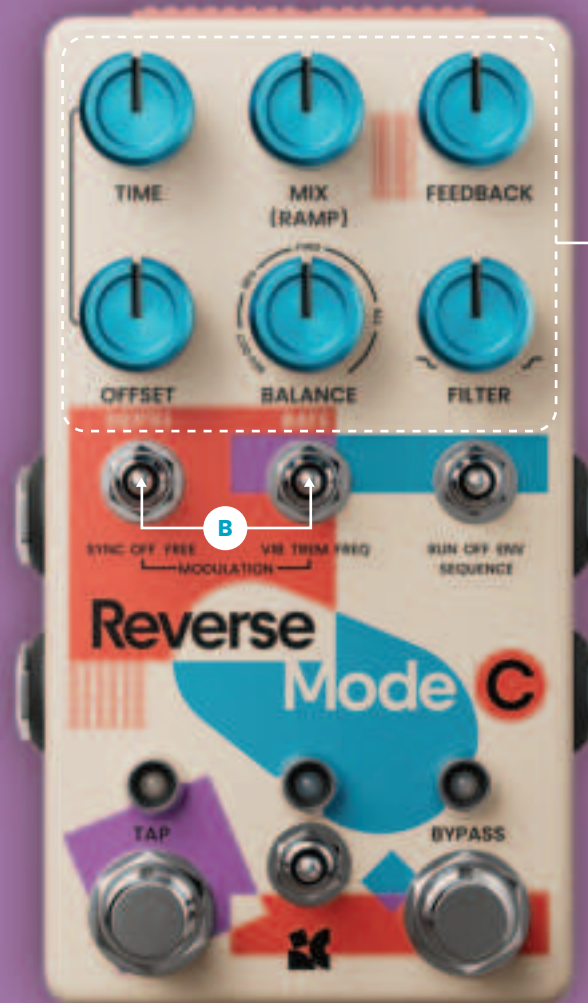 TIME
MIX
(RAMP)
FEEDBACK
OFFSET
BALANCE
FILTER
B
SYNC OFF FREE
VIB TREM FREQ
RUN OFF ENV
MODULATION
SEQUENCE
Reverse
Mode C
TAP
BYPASS